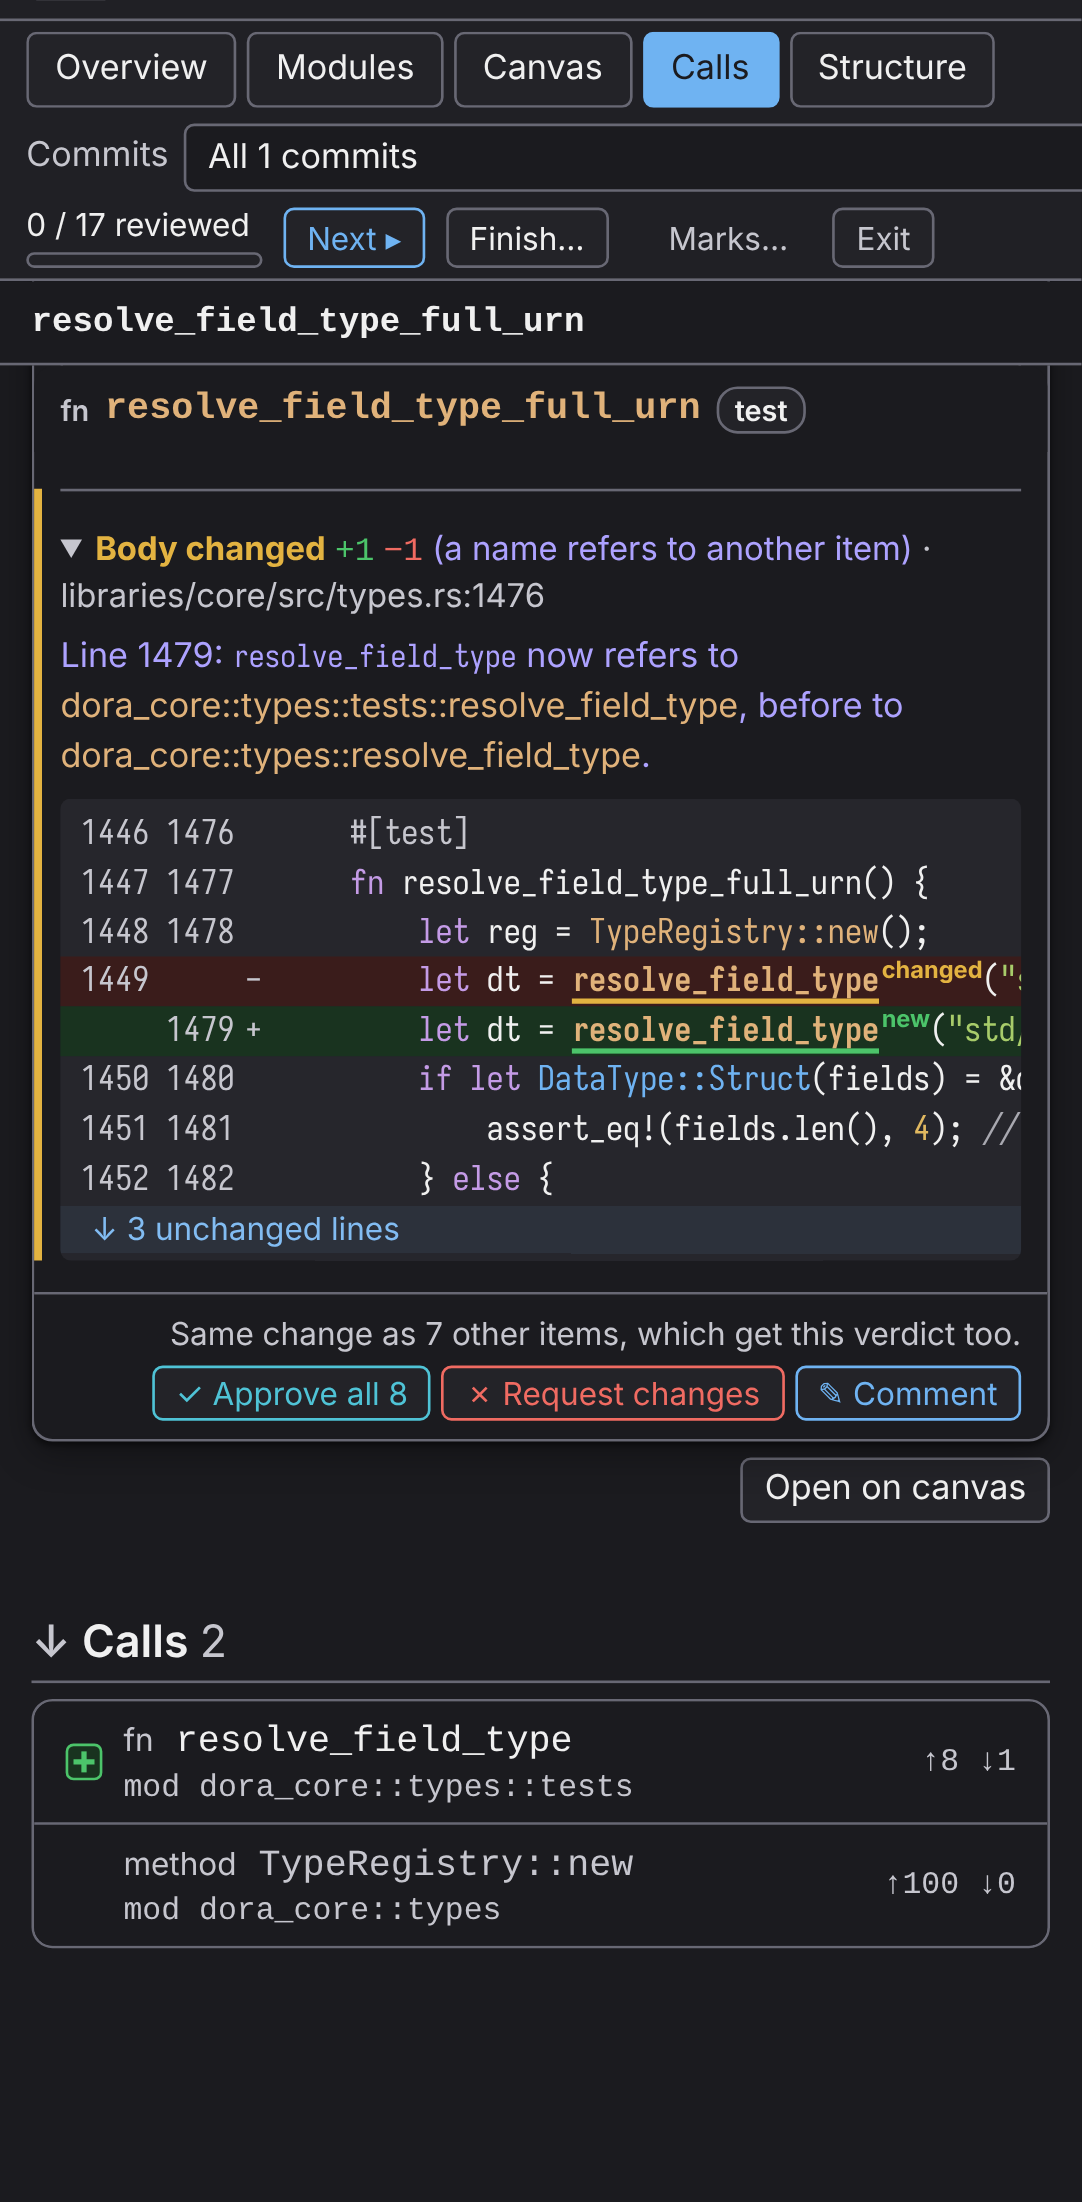 Overview Modules Canvas Calls Structure
Commits All 1 commits
0 / 17 reviewed Next ▸ Finish... Marks... Exit
resolve_field_type_full_urn
fn resolve_field_type_full_urn test
▼ Body changed +1 −1 (a name refers to another item) ·
libraries/core/src/types.rs:1476
Line 1479: resolve_field_type now refers to
dora_core::types::tests::resolve_field_type, before to
dora_core::types::resolve_field_type.
1446 1476 #[test]
1447 1477 fn resolve_field_type_full_urn() {
1448 1478 let reg = TypeRegistry::new();
1449 − let dt = resolve_field_type changed("
1479 + let dt = resolve_field_type new("std/
1450 1480 if let DataType::Struct(fields) = &
1451 1481 assert_eq!(fields.len(), 4); //
1452 1482 } else {
↓ 3 unchanged lines
Same change as 7 other items, which get this verdict too.
✓ Approve all 8 × Request changes ✎ Comment
Open on canvas
↓ Calls 2
fn resolve_field_type
mod dora_core::types::tests
↑8 ↓1
method TypeRegistry::new
mod dora_core::types
↑100 ↓0